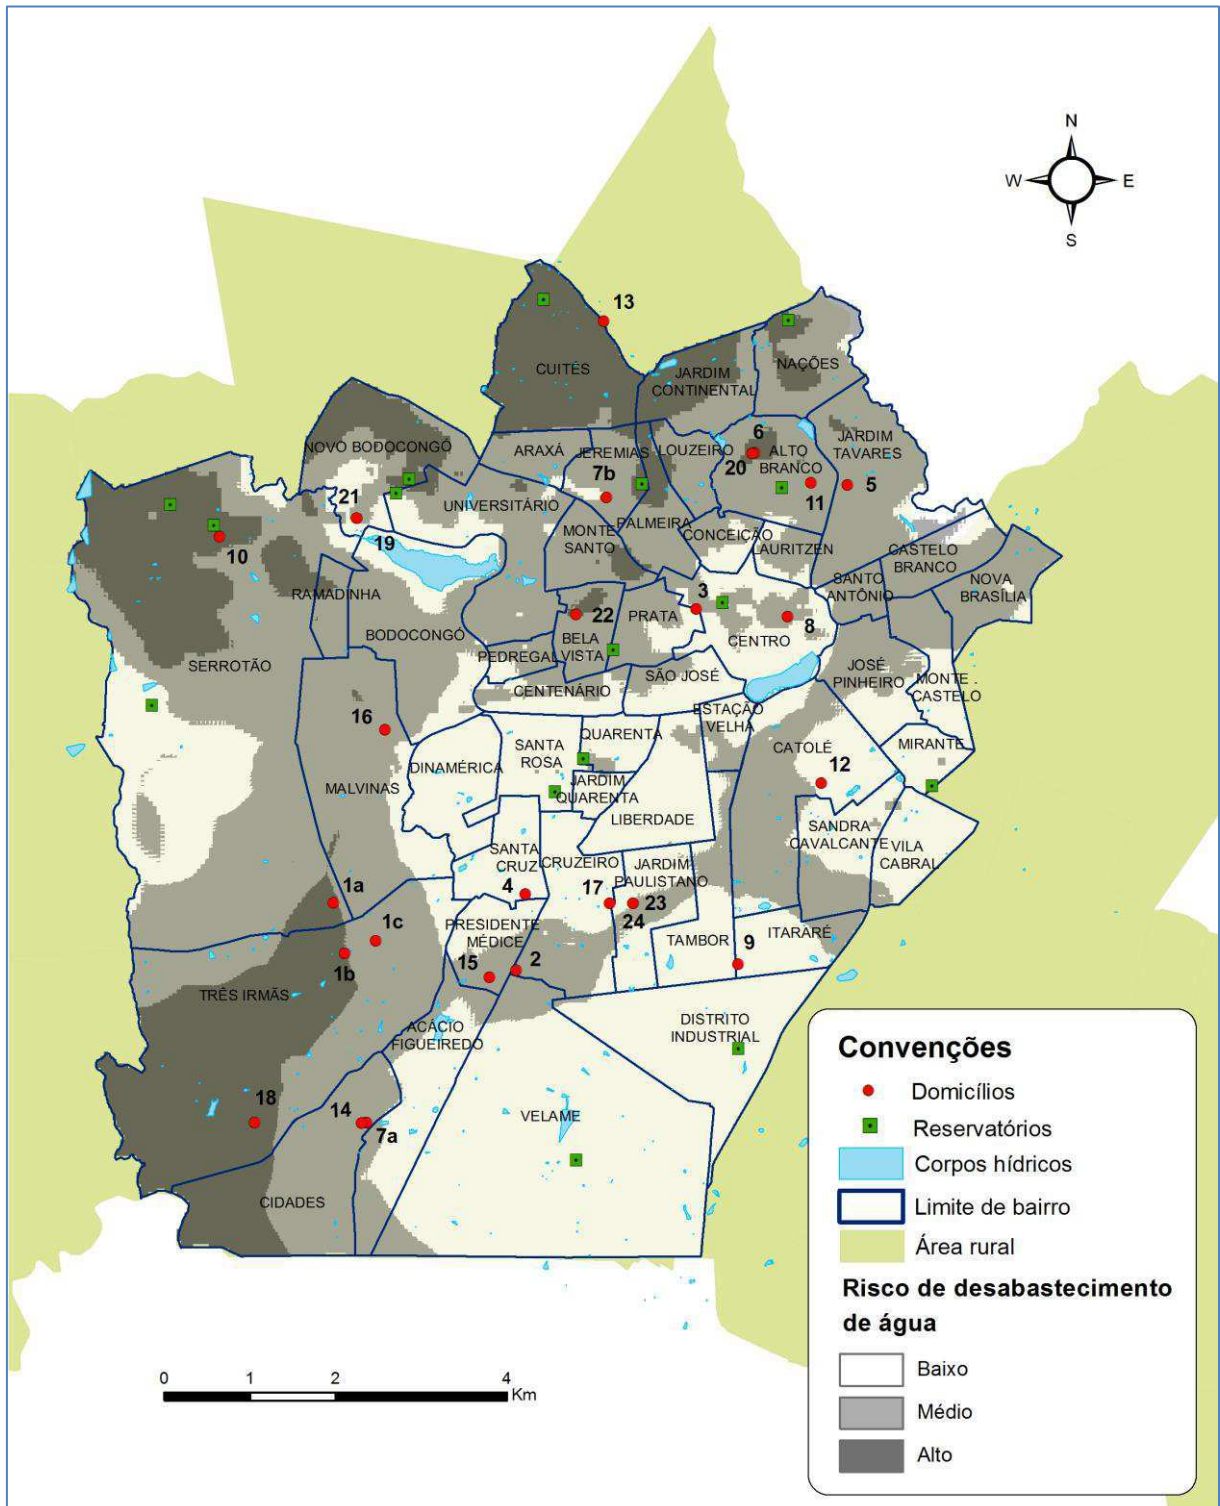 N
W
E
S
13
CUITÉS
JARDIM
CONTINENTAL
NAÇÕES
NOVO BODOCONGÓ
ARAXÁ
JEREMIAS
7b
LOUZEIRO
6
20
ALTO
BRANCO
11
JARDIM
TAVARES
5
21
UNIVERSITÁRIO
19
10
MONTE
SANTO
PALMEIRA
CONCEIÇÃO
LAURITZEN
CASTELO
BRANCO
SANTO
ANTÔNIO
NOVA
BRASÍLIA
RAMADINHA
BODOCONGÓ
22
PRATA
3
CENTRO
8
SERROTÃO
PEDREGAL
BELA
VISTA
CENTENÁRIO
SÃO JOSÉ
JOSÉ
PINHEIRO
MONTE
CASTELO
16
ESTAÇÃO
VELHA
QUARENTA
SANTA
ROSA
CATOLÉ
MIRANTE
DINAMÉRICA
12
MALVINAS
JARDIM
QUARENTA
LIBERDADE
SANDRA
CAVALCANTE
VILA
CABRAL
SANTA
CRUZ
CRUZEIRO
JARDIM
PAULISTANO
1a
4
17
23
24
1c
PRESIDENTE
MÉDICE
TAMBOR
9
ITARARÉ
1b
15
2
TRÊS IRMÃS
ACÁCIO
FIGUEIREDO
DISTRITO
INDUSTRIAL
18
14
7a
VELAME
CIDADES
Convenções
Domicílios
Reservatórios
Corpos hídricos
Limite de bairro
Área rural
Risco de desabastecimento
de água
Baixo
Médio
Alto
0 1 2 4
Km